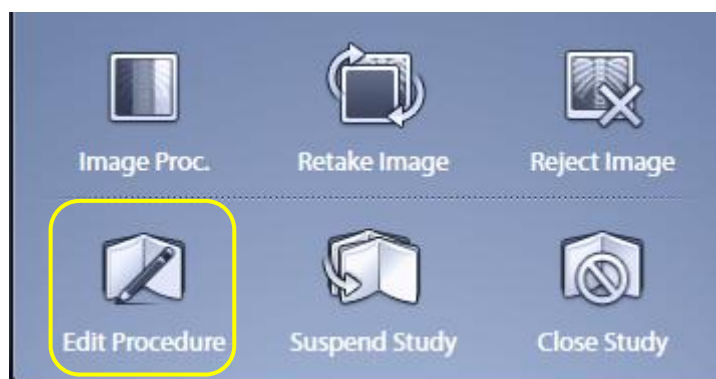 Image Proc.
Retake Image
Reject Image
Edit Procedure
Suspend Study
Close Study